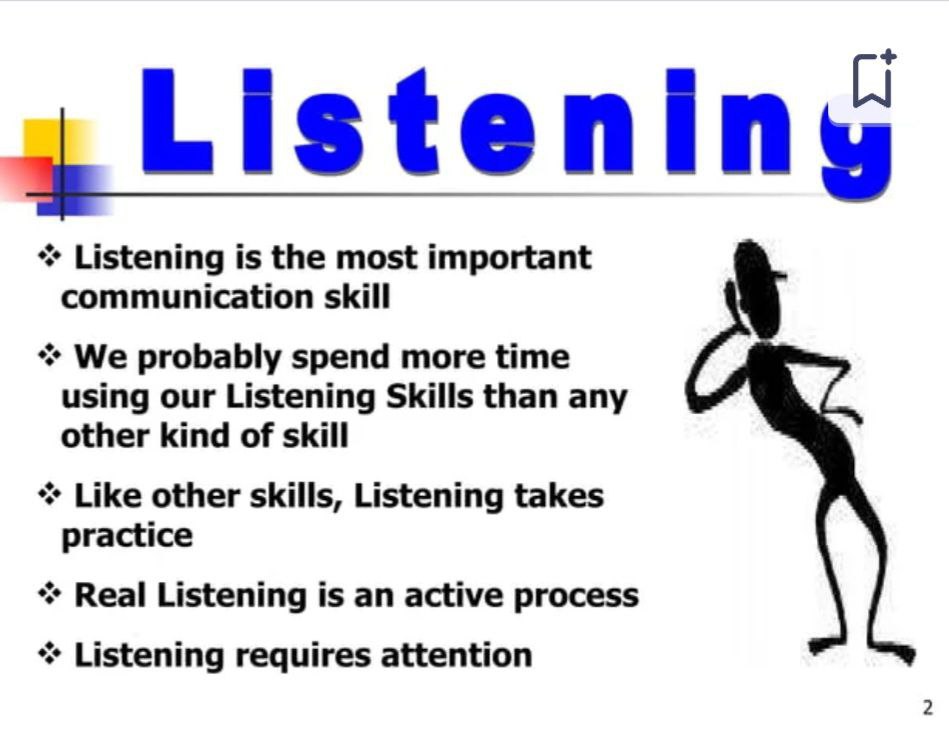 Listening
❖ Listening is the most important
communication skill
❖ We probably spend more time
using our Listening Skills than any
other kind of skill
❖ Like other skills, Listening takes
practice
❖ Real Listening is an active process
❖ Listening requires attention
2